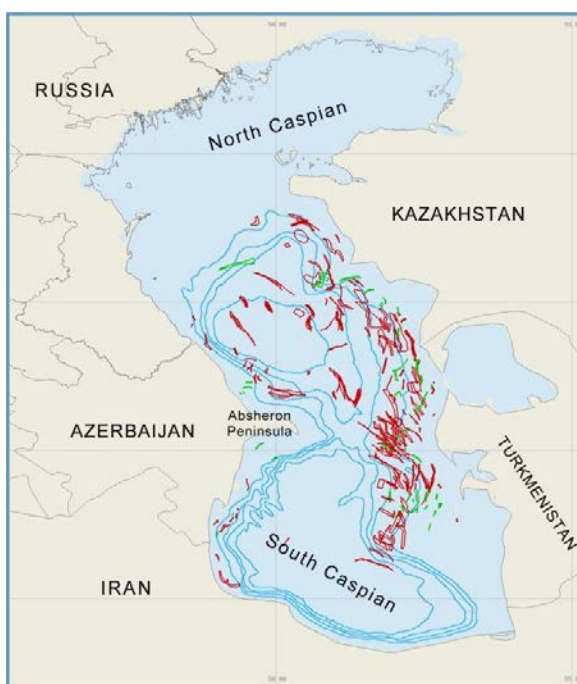 RUSSIA
North Caspian
KAZAKHSTAN
Absheron
Peninsula
AZERBAIJAN
TURKMENISTAN
South Caspian
IRAN